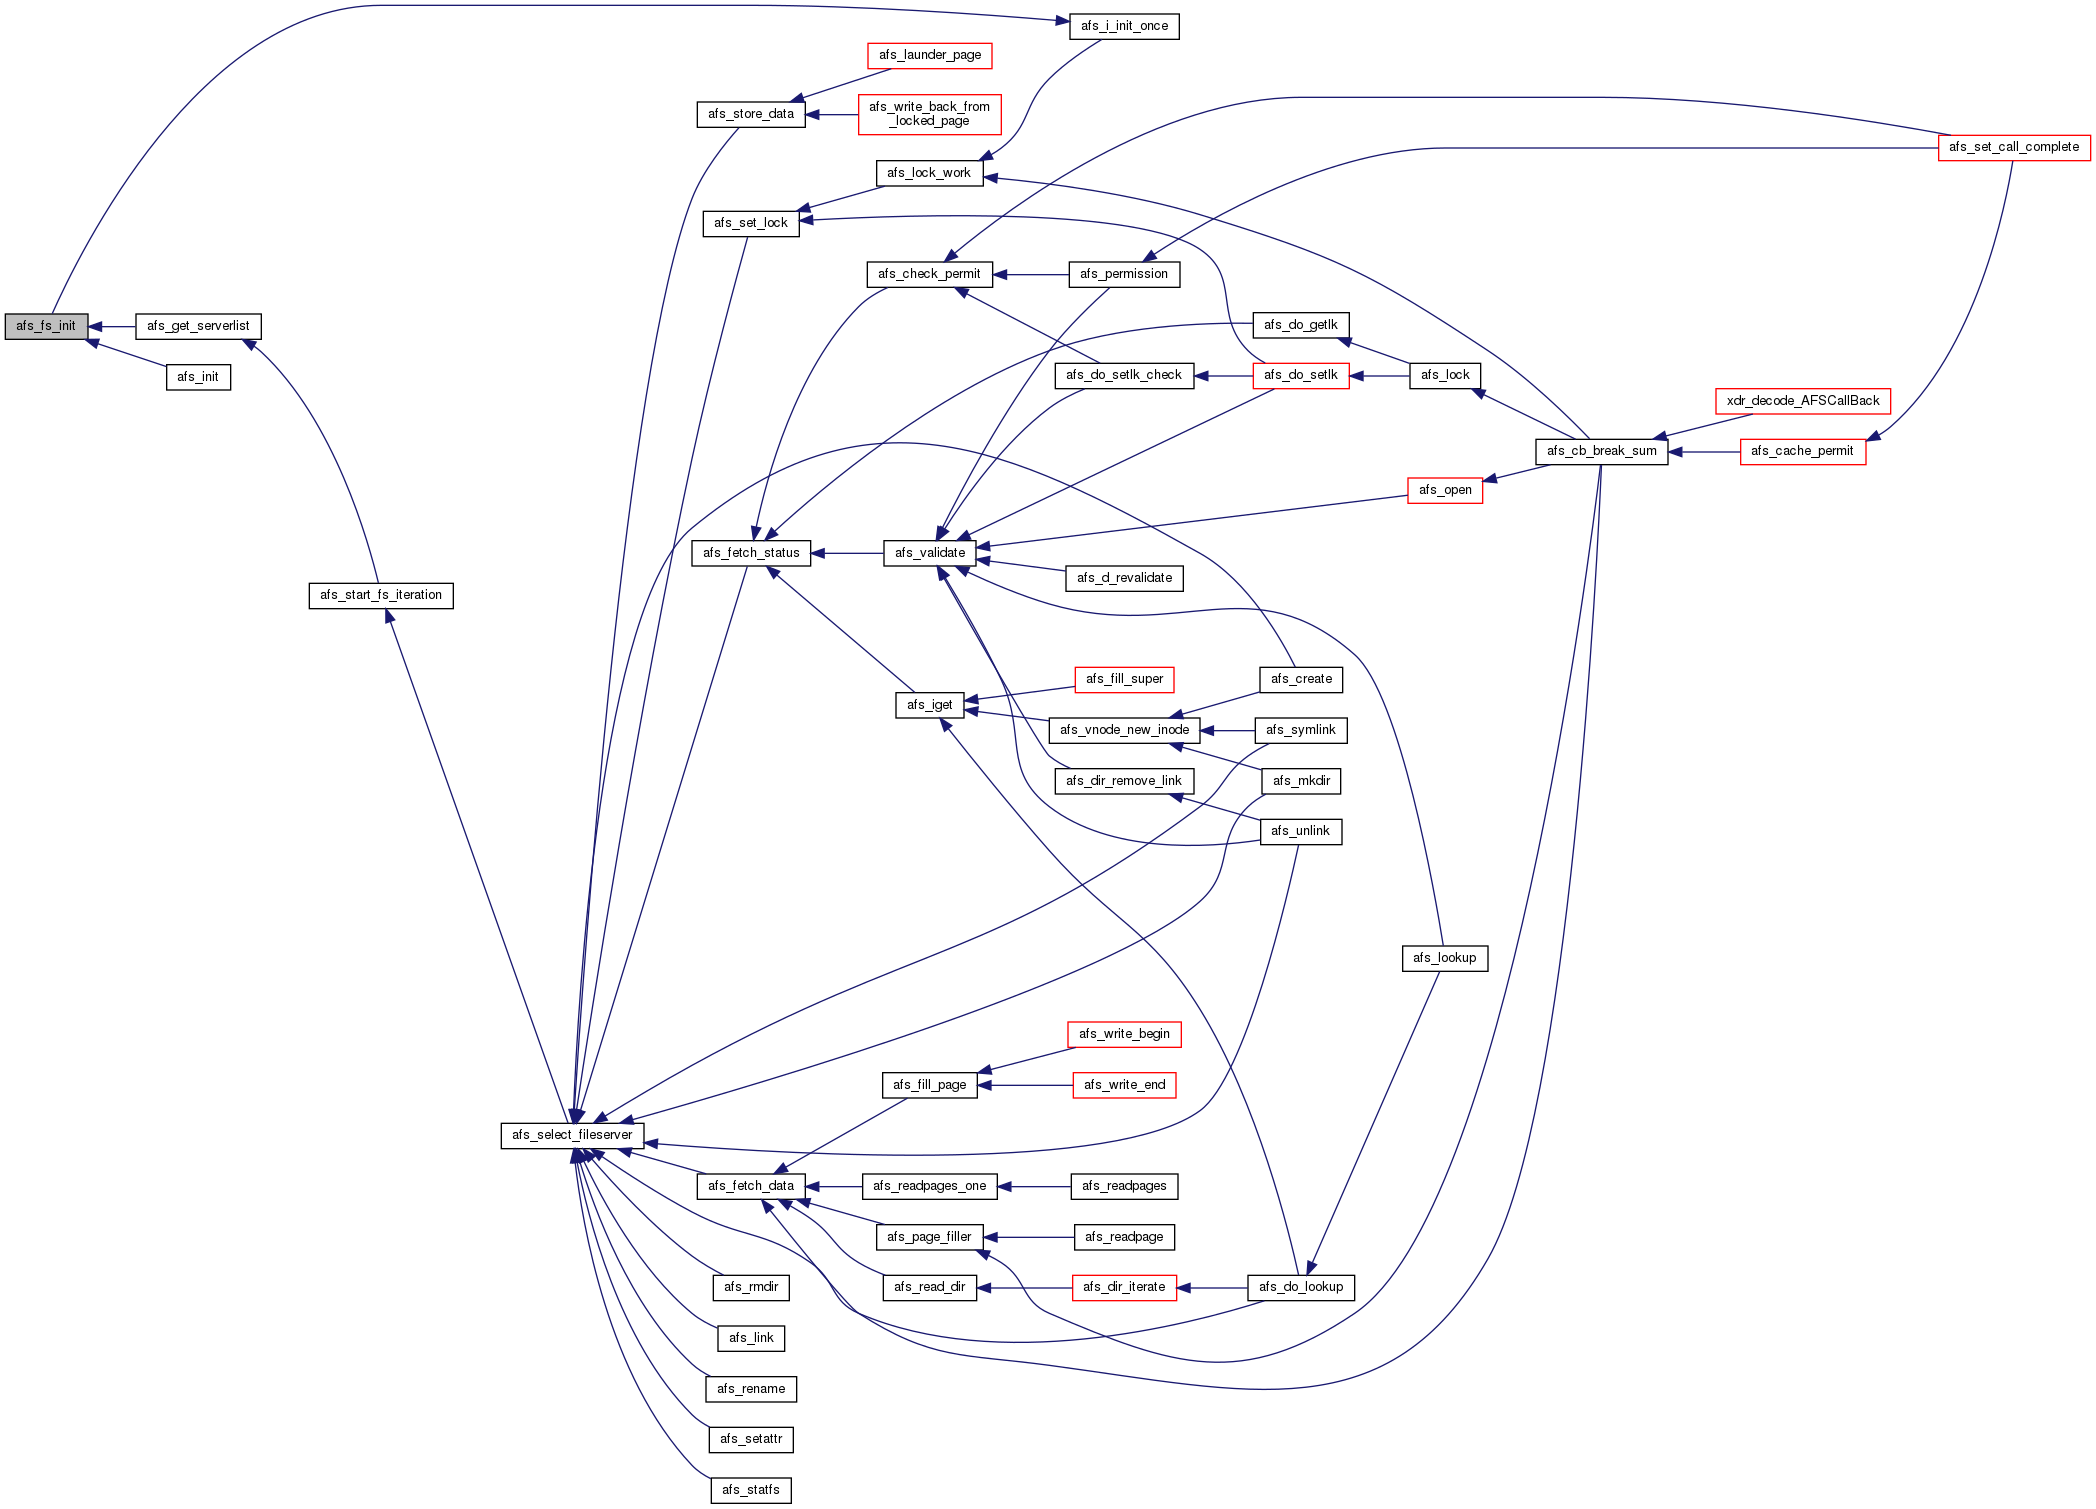 afs_i_init_once
afs_launder_page
afs_store_data
afs_write_back_from
_locked_page
afs_set_call_complete
afs_lock_work
afs_set_lock
afs_check_permit
afs_permission
afs_fs_init
afs_get_serverlist
afs_do_getlk
afs_init
afs_do_setlk_check
afs_do_setlk
afs_lock
xdr_decode_AFSCallBack
afs_cb_break_sum
afs_cache_permit
afs_open
afs_fetch_status
afs_validate
afs_d_revalidate
afs_start_fs_iteration
afs_fill_super
afs_create
afs_iget
afs_vnode_new_inode
afs_symlink
afs_dir_remove_link
afs_mkdir
afs_unlink
afs_lookup
afs_write_begin
afs_fill_page
afs_write_end
afs_select_fileserver
afs_fetch_data
afs_readpages_one
afs_readpages
afs_page_filler
afs_readpage
afs_rmdir
afs_read_dir
afs_dir_iterate
afs_do_lookup
afs_link
afs_rename
afs_setattr
afs_statfs